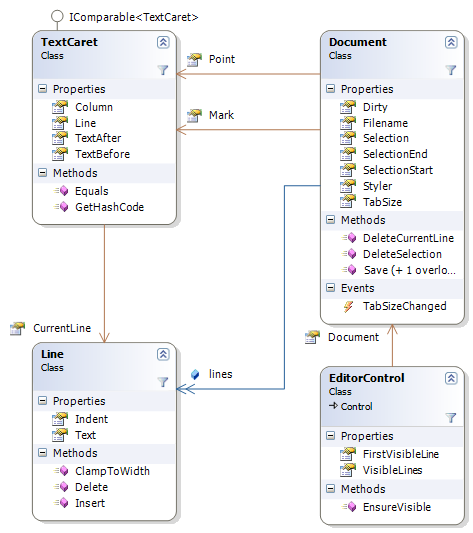 IComparable<TextCaret>
TextCaret
Class
Properties
Column
Line
TextAfter
TextBefore
Methods
Equals
GetHashCode
Point
Mark
Document
Class
Properties
Dirty
Filename
Selection
SelectionEnd
SelectionStart
Styler
TabSize
Methods
DeleteCurrentLine
DeleteSelection
Save (+ 1 overlo...
Events
TabSizeChanged
CurrentLine
Document
Line
Class
Properties
Indent
Text
Methods
ClampToWidth
Delete
Insert
lines
EditorControl
Class
Control
Properties
FirstVisibleLine
VisibleLines
Methods
EnsureVisible